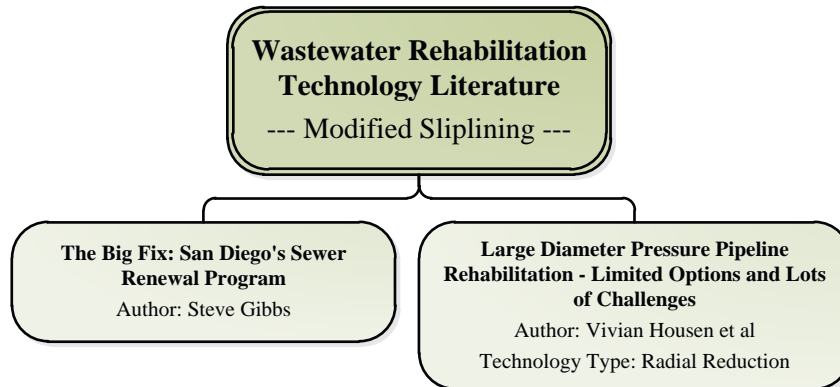 Wastewater Rehabilitation
Technology Literature
--- Modified Sliplining ---
The Big Fix: San Diego's Sewer
Renewal Program
Author: Steve Gibbs
Large Diameter Pressure Pipeline
Rehabilitation - Limited Options and Lots
of Challenges
Author: Vivian Housen et al
Technology Type: Radial Reduction